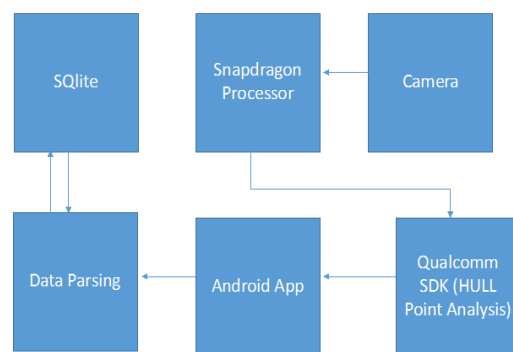 SQlite
Snapdragon
Processor
Camera
Data Parsing
Android App
Qualcomm
SDK (HULL
Point Analysis)